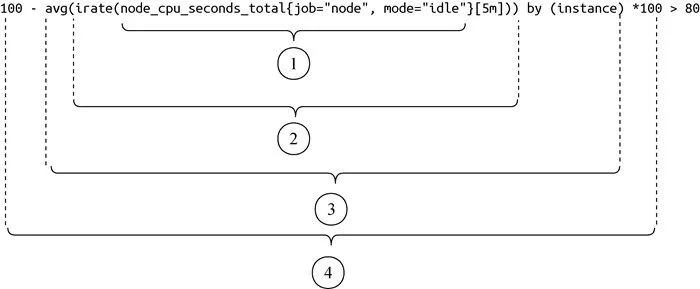 100 - avg(irate(node_cpu_seconds_total{job="node", mode="idle"}[5m])) by (instance) *100 > 80
1
2
3
4